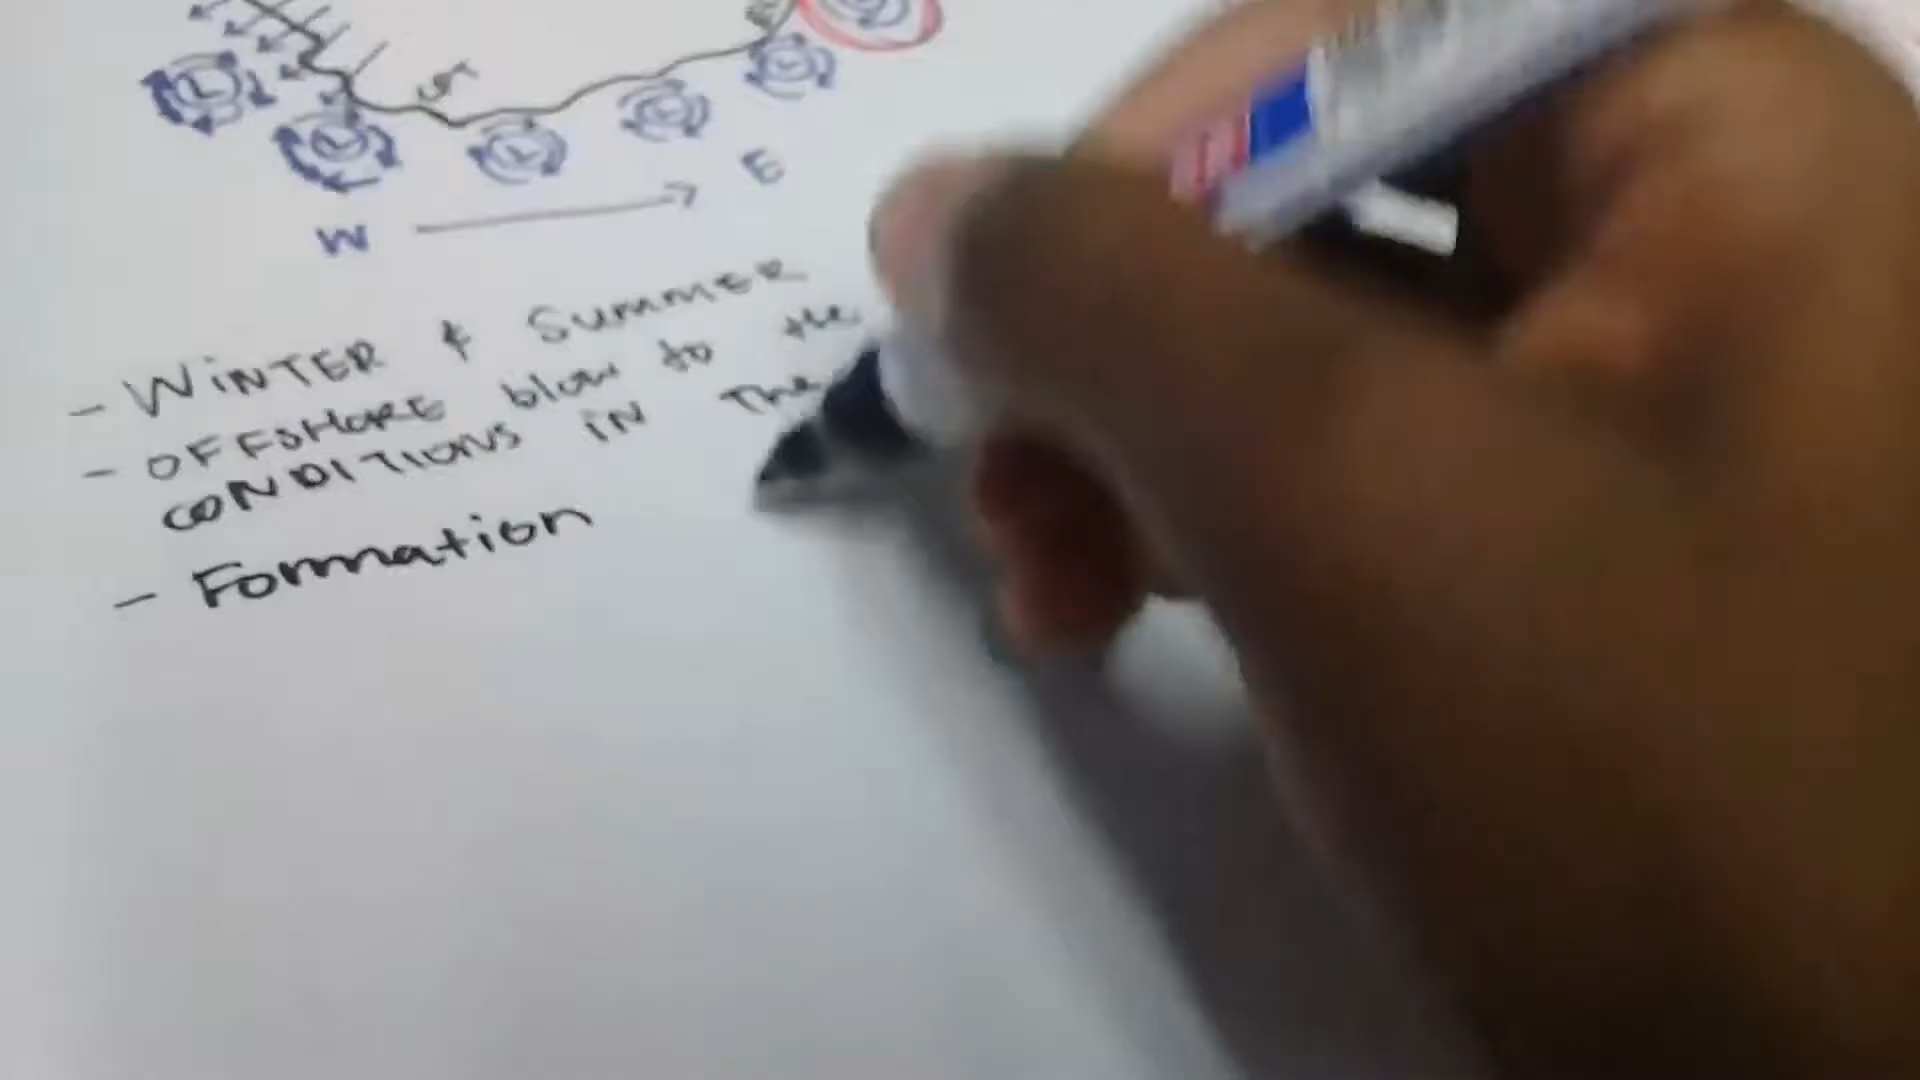 L
L
L
L
L
W
E
- WINTER & SUMMER
- OFFSHORE blow to the
CONDITIONS IN The
- Formation